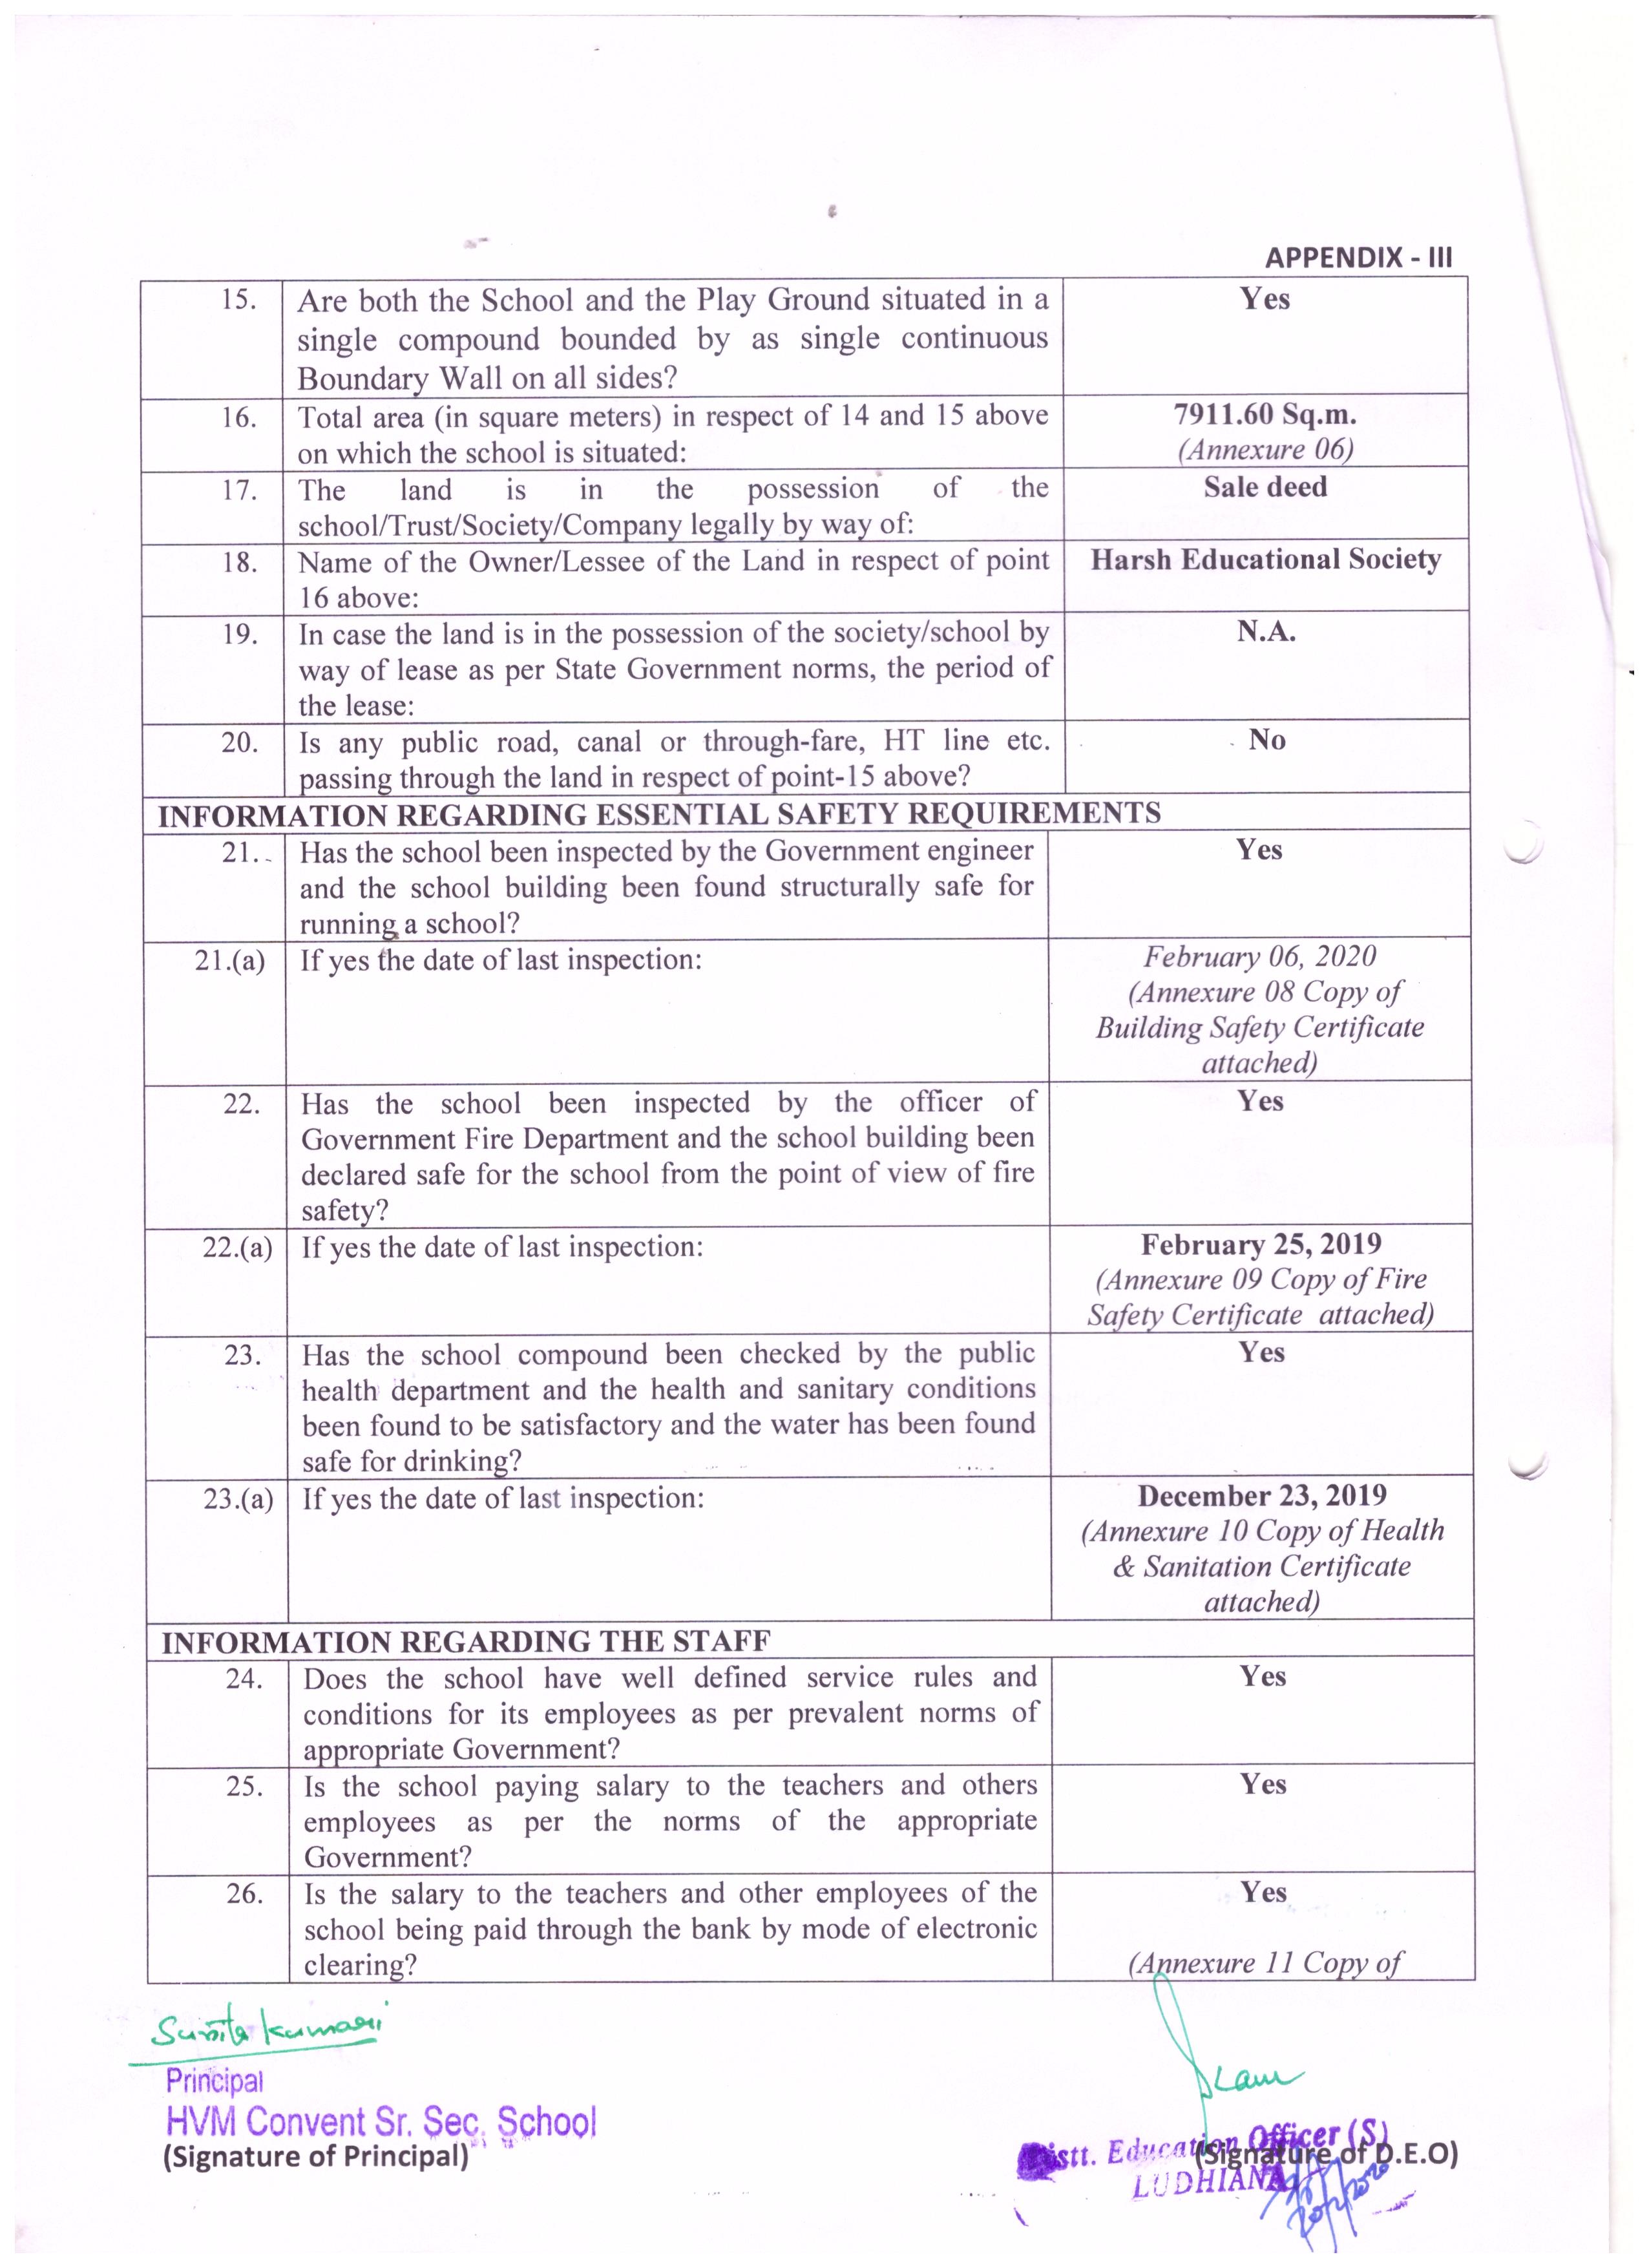 APPENDIX - III
15. Are both the School and the Play Ground situated in a Yes
single compound bounded by as single continuous
Boundary Wall on all sides?
16. Total area (in square meters) in respect of 14 and 15 above 7911.60 Sq.m.
on which the school is situated: (Annexure 06)
17. The land is in the possession of the Sale deed
school/Trust/Society/Company legally by way of:
18. Name of the Owner/Lessee of the Land in respect of point Harsh Educational Society
16 above:
19. In case the land is in the possession of the society/school by N.A.
way of lease as per State Government norms, the period of
the lease:
20. Is any public road, canal or through-fare, HT line etc. No
passing through the land in respect of point-15 above?
INFORMATION REGARDING ESSENTIAL SAFETY REQUIREMENTS
21. Has the school been inspected by the Government engineer Yes
and the school building been found structurally safe for
running a school?
21.(a) If yes the date of last inspection: February 06, 2020
(Annexure 08 Copy of
Building Safety Certificate
attached)
22. Has the school been inspected by the officer of Yes
Government Fire Department and the school building been
declared safe for the school from the point of view of fire
safety?
22.(a) If yes the date of last inspection: February 25, 2019
(Annexure 09 Copy of Fire
Safety Certificate attached)
23. Has the school compound been checked by the public Yes
health department and the health and sanitary conditions
been found to be satisfactory and the water has been found
safe for drinking?
23.(a) If yes the date of last inspection: December 23, 2019
(Annexure 10 Copy of Health
& Sanitation Certificate
attached)
INFORMATION REGARDING THE STAFF
24. Does the school have well defined service rules and Yes
conditions for its employees as per prevalent norms of
appropriate Government?
25. Is the school paying salary to the teachers and others Yes
employees as per the norms of the appropriate
Government?
26. Is the salary to the teachers and other employees of the Yes
school being paid through the bank by mode of electronic
clearing? (Annexure 11 Copy of
Sunita Kumari
Principal
HVM Convent Sr. Sec. School
(Signature of Principal)
Distt. Education Officer (S)
(Signature of D.E.O)
LUDHIANA